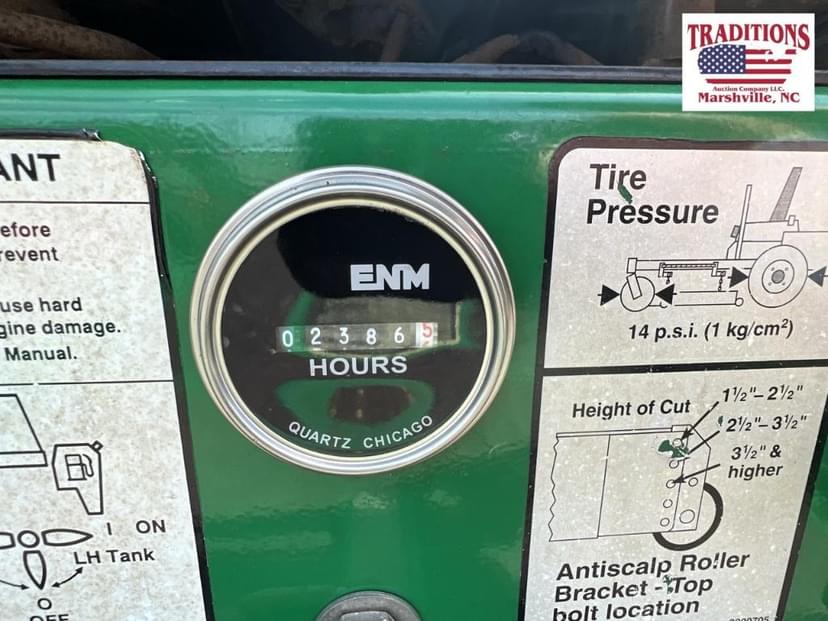 TRADITIONS
Auction Company LLC.
Marshville, NC
ANT
efore
revent
use hard
gine damage.
Manual.
I ON
LH Tank
O
OFF
ENM
0 2 3 8 6 5
HOURS
QUARTZ CHICAGO
Tire
Pressure
14 p.s.i. (1 kg/cm²)
Height of Cut
1½"–2½"
2½"–3½"
3½" &
higher
Antiscalp Roller
Bracket - Top
bolt location